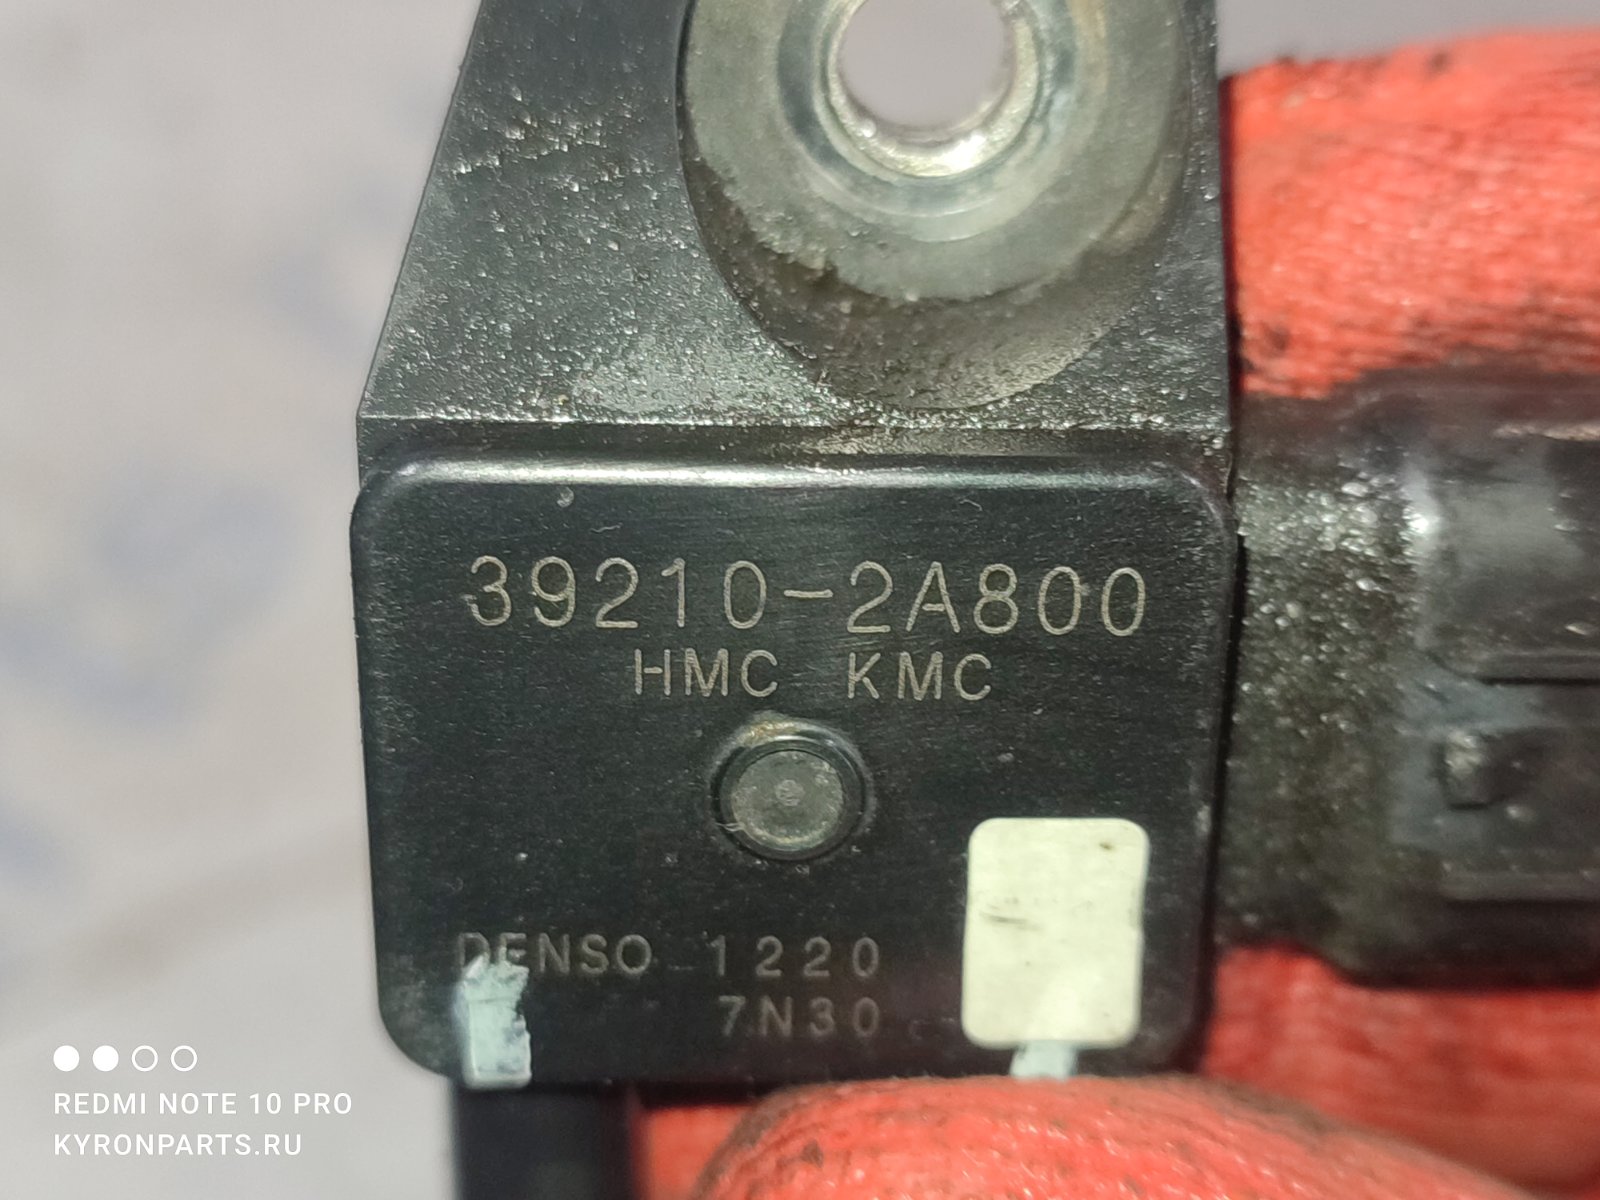 39210-2A800
HMC KMC
DENSO 1220
7N30
REDMI NOTE 10 PRO
KYRONPARTS.RU